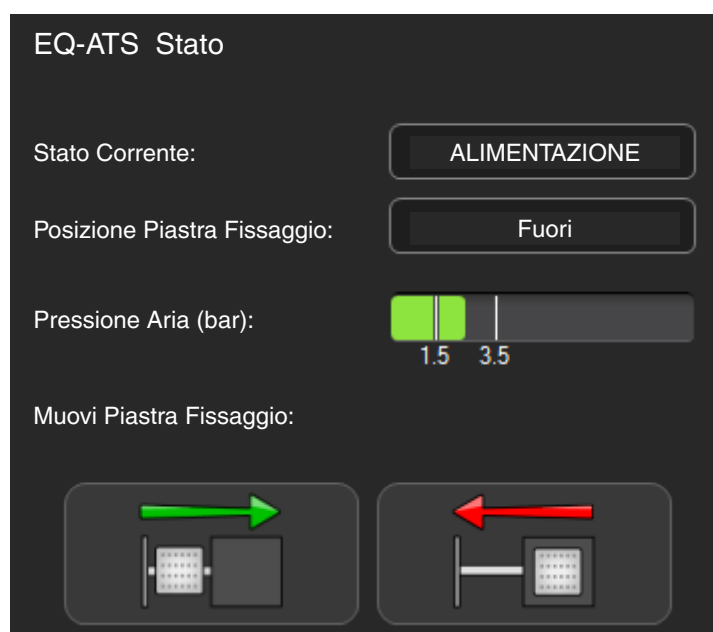 EQ-ATS Stato
Stato Corrente:
ALIMENTAZIONE
Posizione Piastra Fissaggio:
Fuori
Pressione Aria (bar):
1.5 3.5
Muovi Piastra Fissaggio: